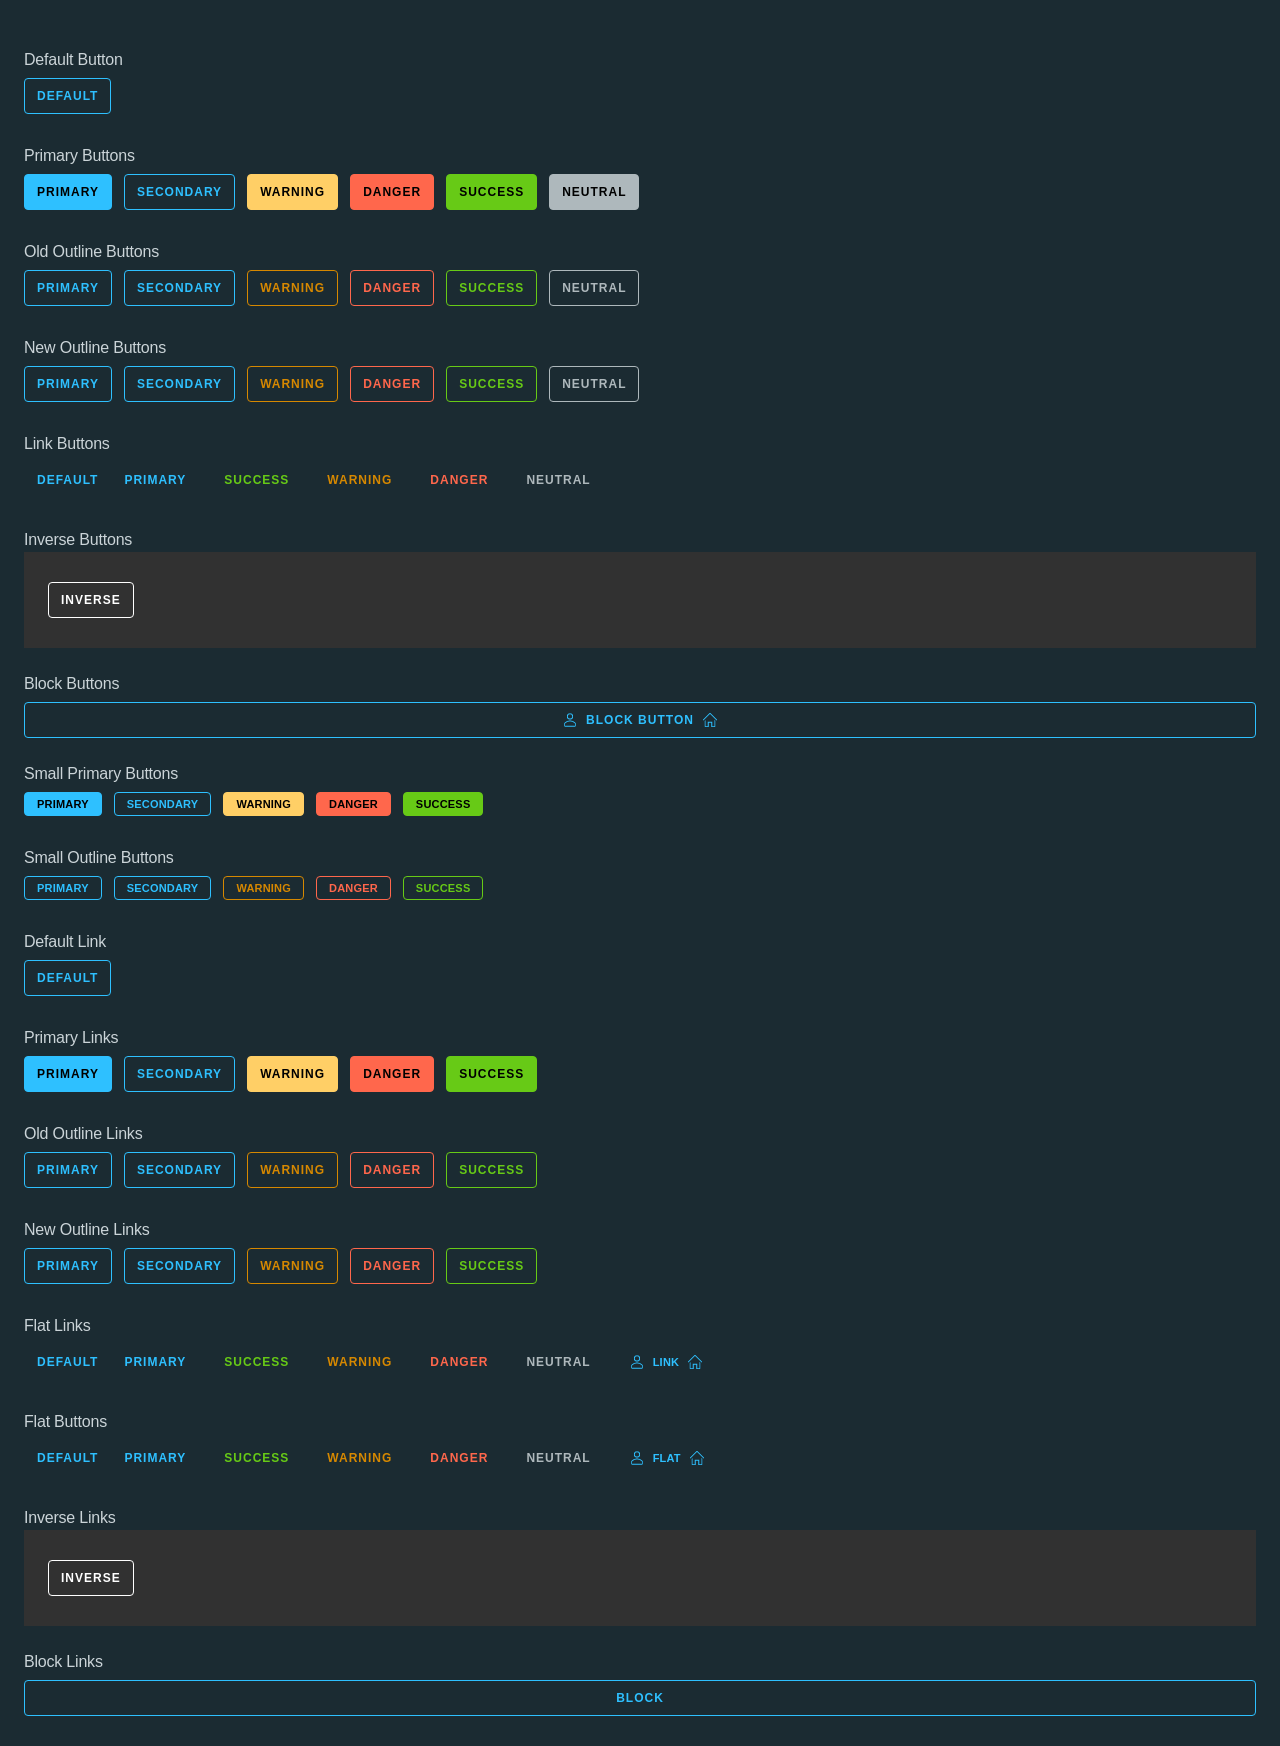 Default Button
DEFAULT
Primary Buttons
PRIMARY SECONDARY WARNING DANGER SUCCESS NEUTRAL
Old Outline Buttons
PRIMARY SECONDARY WARNING DANGER SUCCESS NEUTRAL
New Outline Buttons
PRIMARY SECONDARY WARNING DANGER SUCCESS NEUTRAL
Link Buttons
DEFAULT PRIMARY SUCCESS WARNING DANGER NEUTRAL
Inverse Buttons
INVERSE
Block Buttons
BLOCK BUTTON
Small Primary Buttons
PRIMARY SECONDARY WARNING DANGER SUCCESS
Small Outline Buttons
PRIMARY SECONDARY WARNING DANGER SUCCESS
Default Link
DEFAULT
Primary Links
PRIMARY SECONDARY WARNING DANGER SUCCESS
Old Outline Links
PRIMARY SECONDARY WARNING DANGER SUCCESS
New Outline Links
PRIMARY SECONDARY WARNING DANGER SUCCESS
Flat Links
DEFAULT PRIMARY SUCCESS WARNING DANGER NEUTRAL LINK
Flat Buttons
DEFAULT PRIMARY SUCCESS WARNING DANGER NEUTRAL FLAT
Inverse Links
INVERSE
Block Links
BLOCK